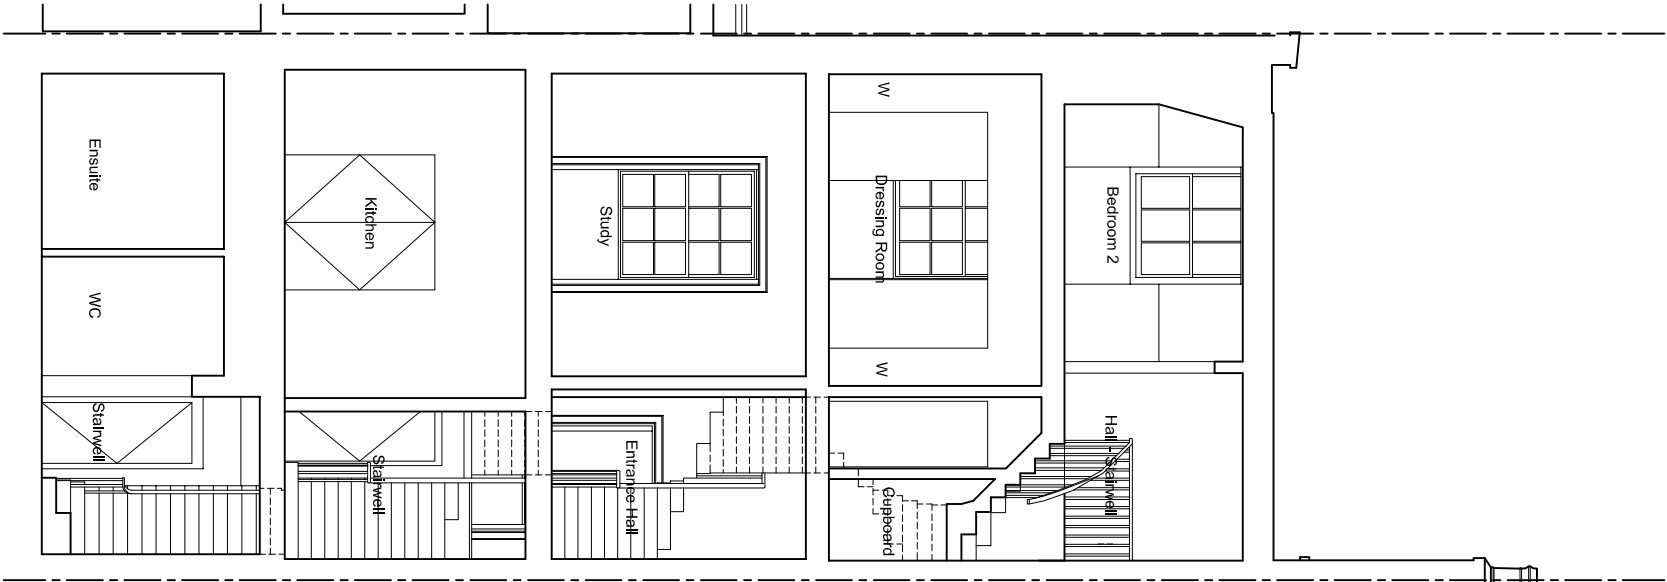 Ensuite
WC
Stairwell
Kitchen
Stairwell
Study
Entrance Hall
W
Dressing Room
W
Cupboard
Bedroom 2
Hall - Stairwell